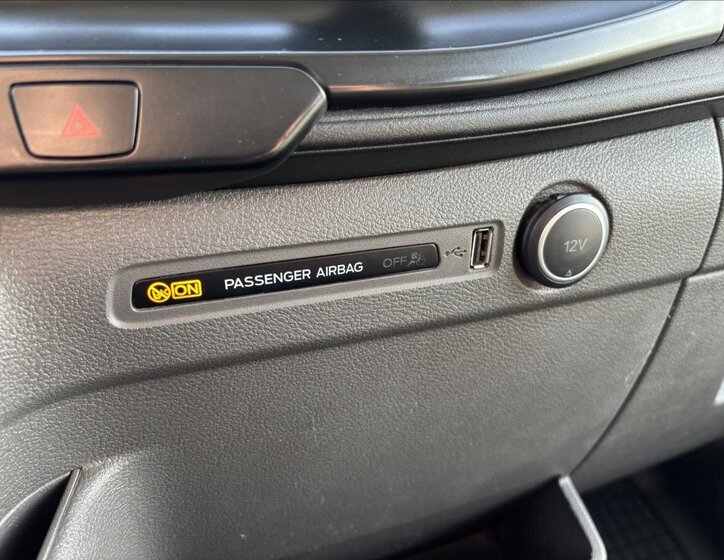 ON PASSENGER AIRBAG OFF
12V